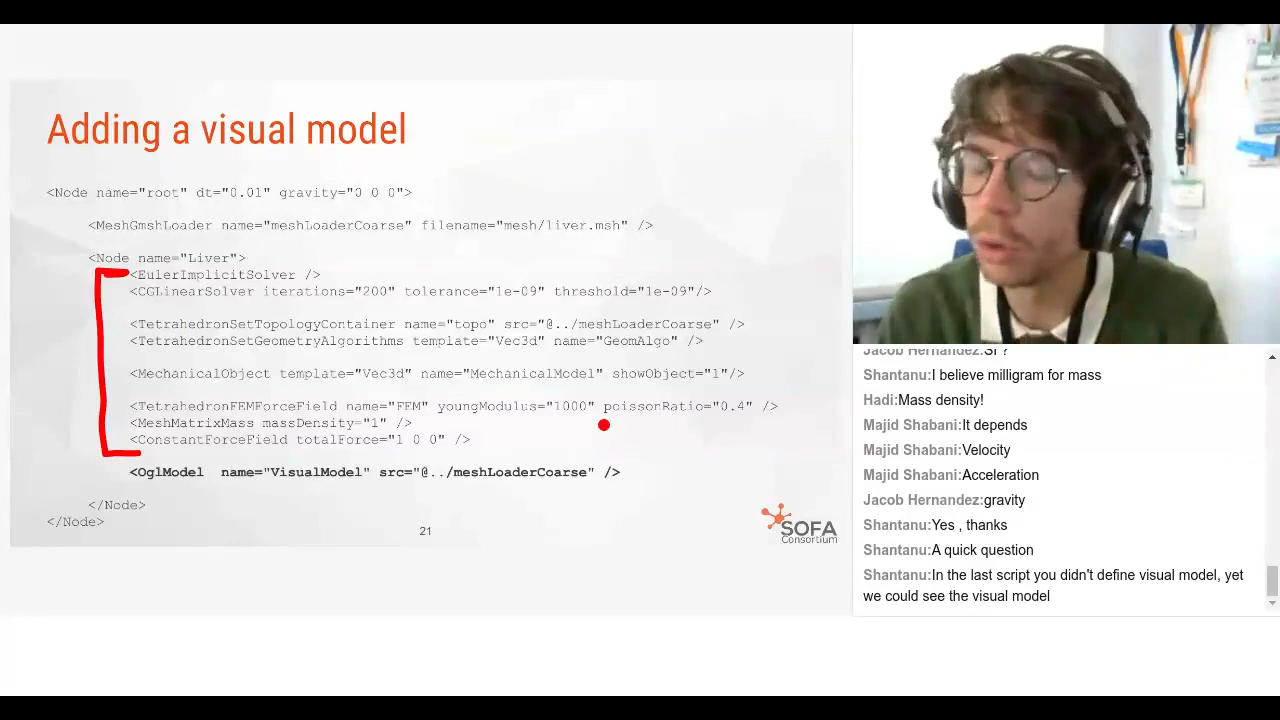 Adding a visual model
<Node name="root" dt="0.01" gravity="0 0 0">
<MeshGmshLoader name="meshLoaderCoarse" filename="mesh/liver.msh" />
<Node name="Liver">
<EulerImplicitSolver />
<CGLinearSolver iterations="200" tolerance="1e-09" threshold="1e-09"/>
<TetrahedronSetTopologyContainer name="topo" src="@../meshLoaderCoarse" />
<TetrahedronSetGeometryAlgorithms template="Vec3d" name="GeomAlgo" />
<MechanicalObject template="Vec3d" name="MechanicalModel" showObject="1"/>
<TetrahedronFEMForceField name="FEM" youngModulus="1000" poissonRatio="0.4" />
<MeshMatrixMass massDensity="1" />
<ConstantForceField totalForce="1 0 0" />
<OglModel name="VisualModel" src="@../meshLoaderCoarse" />
</Node>
</Node>
21
SOFA
Consortium
Jacob Hernandez:SI ?
Shantanu:I believe milligram for mass
Hadi:Mass density!
Majid Shabani:It depends
Majid Shabani:Velocity
Majid Shabani:Acceleration
Jacob Hernandez:gravity
Shantanu:Yes , thanks
Shantanu:A quick question
Shantanu:In the last script you didn't define visual model, yet
we could see the visual model